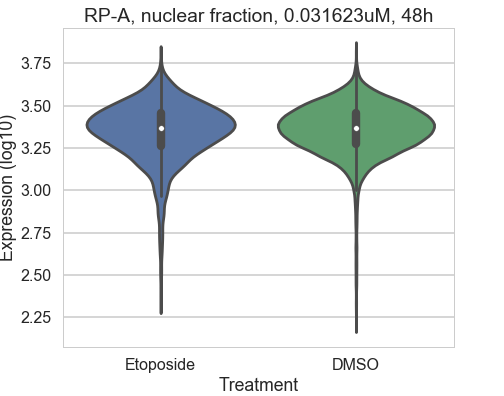 RP-A, nuclear fraction, 0.031623uM, 48h
Expression (log10)
3.75
3.50
3.25
3.00
2.75
2.50
2.25
Etoposide
DMSO
Treatment